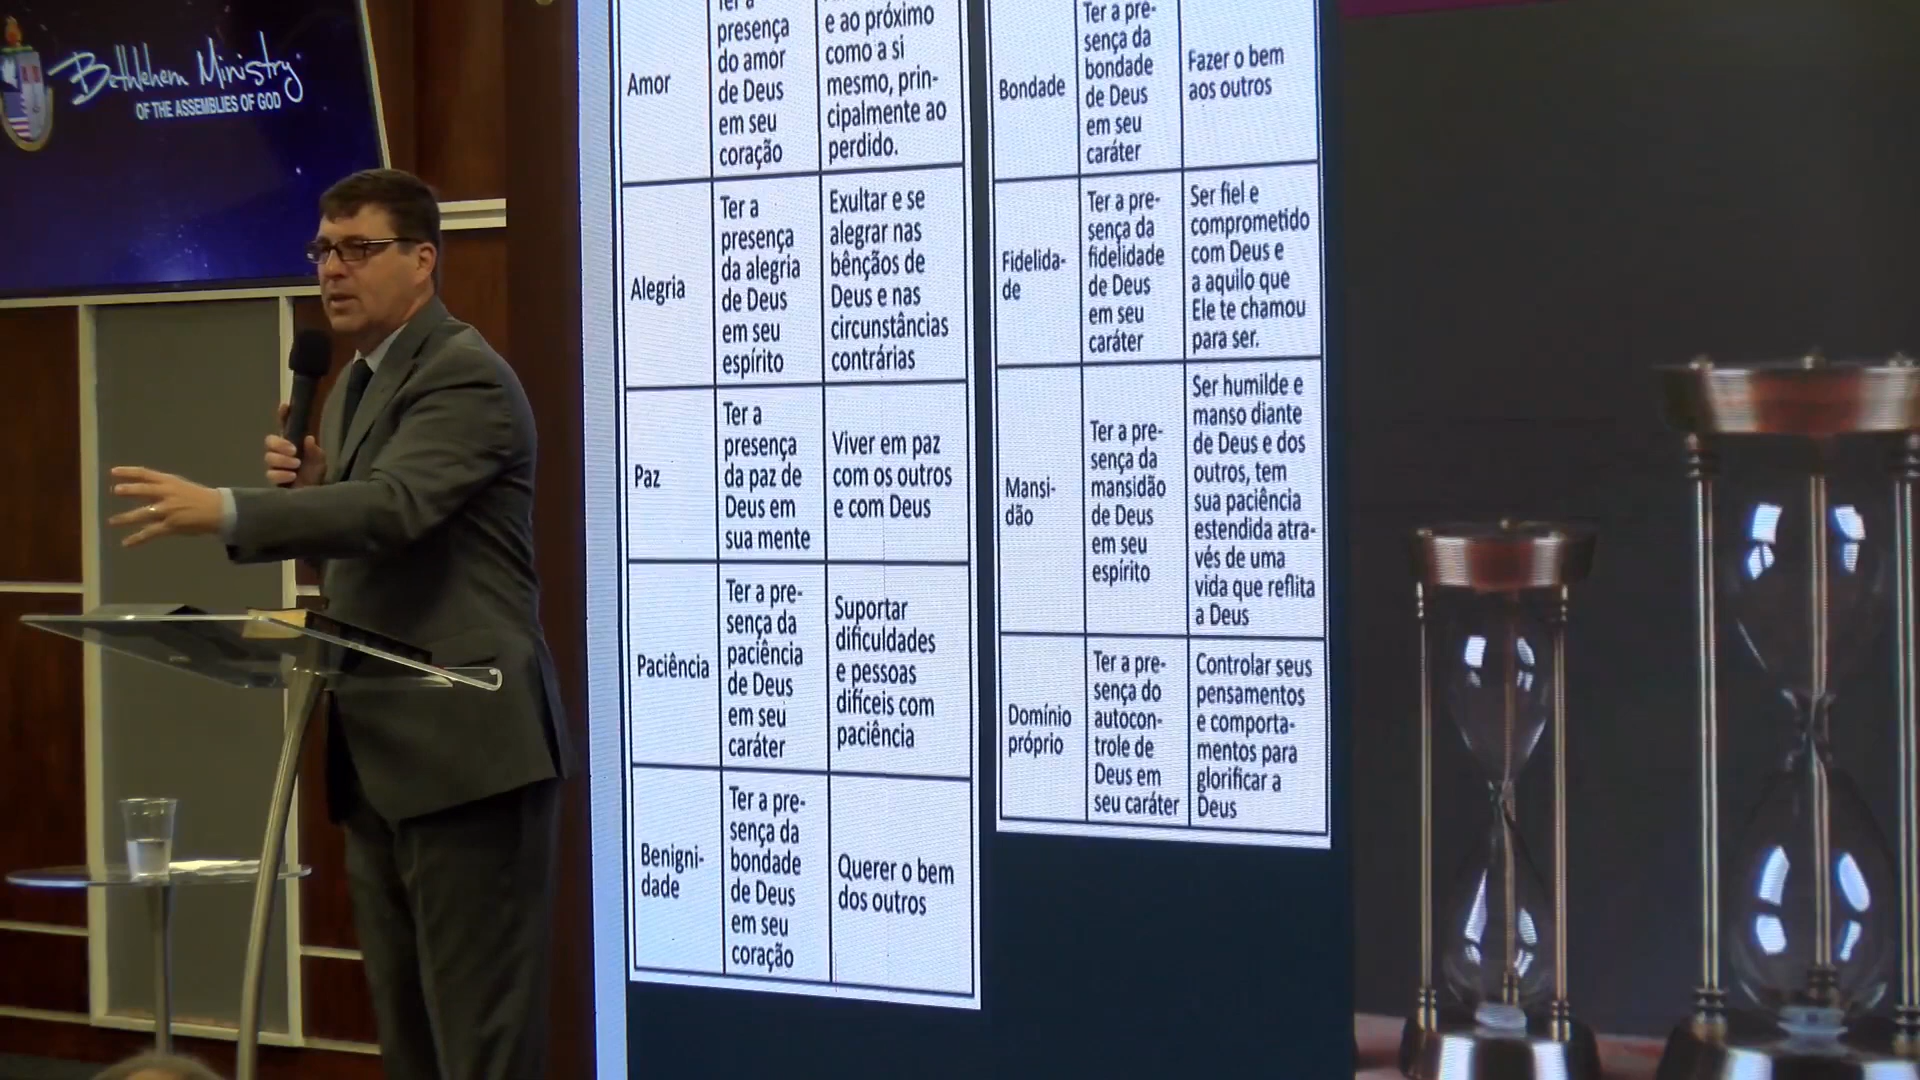 Bethlehem Ministry
OF THE ASSEMBLIES OF GOD
Amor
presença
do amor
de Deus
em seu
coração
e ao próximo
como a si
mesmo, prin-
cipalmente ao
perdido.
Alegria
Ter a
presença
da alegria
de Deus
em seu
espírito
Exultar e se
alegrar nas
bênçãos de
Deus e nas
circunstâncias
contrárias
Paz
Ter a
presença
da paz de
Deus em
sua mente
Viver em paz
com os outros
e com Deus
Paciência
Ter a pre-
sença da
paciência
de Deus
em seu
caráter
Suportar
dificuldades
e pessoas
difíceis com
paciência
Benigni-
dade
Ter a pre-
sença da
bondade
de Deus
em seu
coração
Querer o bem
dos outros
Bondade
Ter a pre-
sença da
bondade
de Deus
em seu
caráter
Fazer o bem
aos outros
Fidelida-
de
Ter a pre-
sença da
fidelidade
de Deus
em seu
caráter
Ser fiel e
comprometido
com Deus e
a aquilo que
Ele te chamou
para ser.
Mansi-
dão
Ter a pre-
sença da
mansidão
de Deus
em seu
espírito
Ser humilde e
manso diante
de Deus e dos
outros, tem
sua paciência
estendida atra-
vés de uma
vida que reflita
a Deus
Domínio
próprio
Ter a pre-
sença do
autocon-
trole de
Deus em
seu caráter
Controlar seus
pensamentos
e comporta-
mentos para
glorificar a
Deus